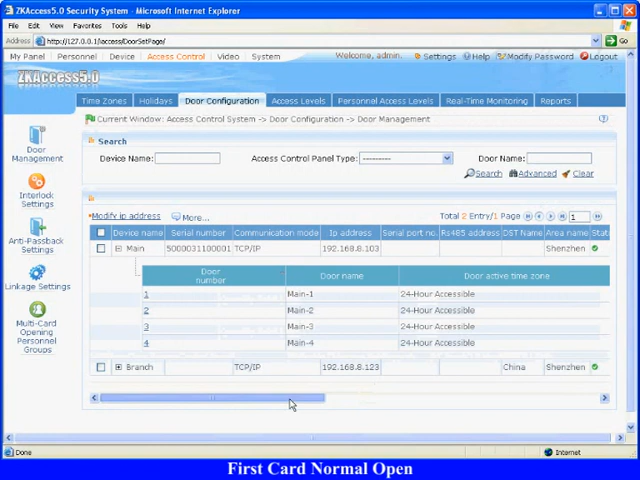 ZKAccess5.0 Security System - Microsoft Internet Explorer
File Edit View Favorites Tools Help
Address http://127.0.0.1/iaccess/DoorSetPage/ Go
My Panel Personnel Device Access Control Video System Welcome, admin. Settings Help Modify Password Logout
ZKACCESS5.0
Time Zones Holidays Door Configuration Access Levels Personnel Access Levels Real-Time Monitoring Reports
Current Window: Access Control System -> Door Configuration -> Door Management
Search
Device Name: Access Control Panel Type: --------- Door Name:
Search Advanced Clear
Door Management
Interlock Settings
Anti-Passback Settings
Linkage Settings
Multi-Card Opening Personnel Groups
Modify ip address More... Total 2 Entry/1 Page 1
Device name Serial number Communication mode Ip address Serial port no. Rs485 address DST Name Area name Stat
Main 5000031100001 TCP/IP 192.168.8.103 Shenzhen
Door number Door name Door active time zone
1 Main-1 24-Hour Accessible
2 Main-2 24-Hour Accessible
3 Main-3 24-Hour Accessible
4 Main-4 24-Hour Accessible
Branch TCP/IP 192.168.8.123 China Shenzhen
Done Internet
First Card Normal Open